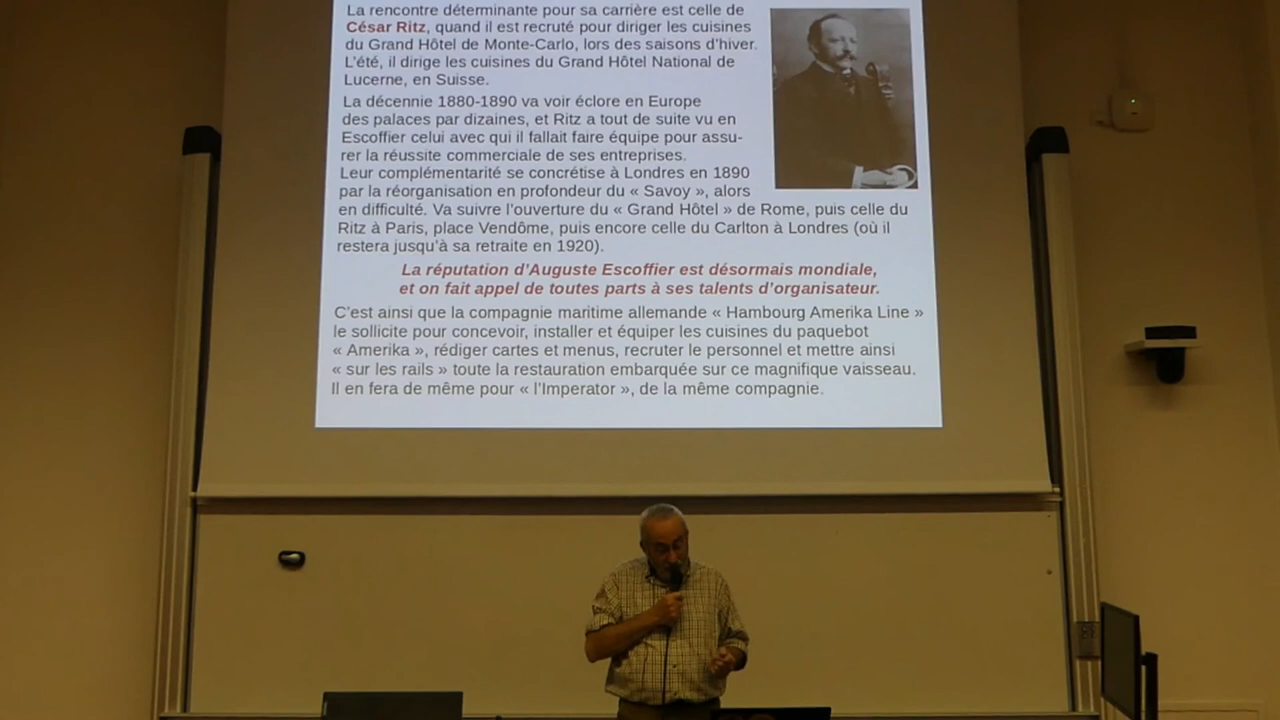 La rencontre déterminante pour sa carrière est celle de
César Ritz, quand il est recruté pour diriger les cuisines
du Grand Hôtel de Monte-Carlo, lors des saisons d'hiver.
L'été, il dirige les cuisines du Grand Hôtel National de
Lucerne, en Suisse.
La décennie 1880-1890 va voir éclore en Europe
des palaces par dizaines, et Ritz a tout de suite vu en
Escoffier celui avec qui il fallait faire équipe pour assu-
rer la réussite commerciale de ses entreprises.
Leur complémentarité se concrétise à Londres en 1890
par la réorganisation en profondeur du « Savoy », alors
en difficulté. Va suivre l'ouverture du « Grand Hôtel » de Rome, puis celle du
Ritz à Paris, place Vendôme, puis encore celle du Carlton à Londres (où il
restera jusqu'à sa retraite en 1920).
La réputation d'Auguste Escoffier est désormais mondiale,
et on fait appel de toutes parts à ses talents d'organisateur.
C'est ainsi que la compagnie maritime allemande « Hambourg Amerika Line »
le sollicite pour concevoir, installer et équiper les cuisines du paquebot
« Amerika », rédiger cartes et menus, recruter le personnel et mettre ainsi
« sur les rails » toute la restauration embarquée sur ce magnifique vaisseau.
Il en fera de même pour « l'Imperator », de la même compagnie.